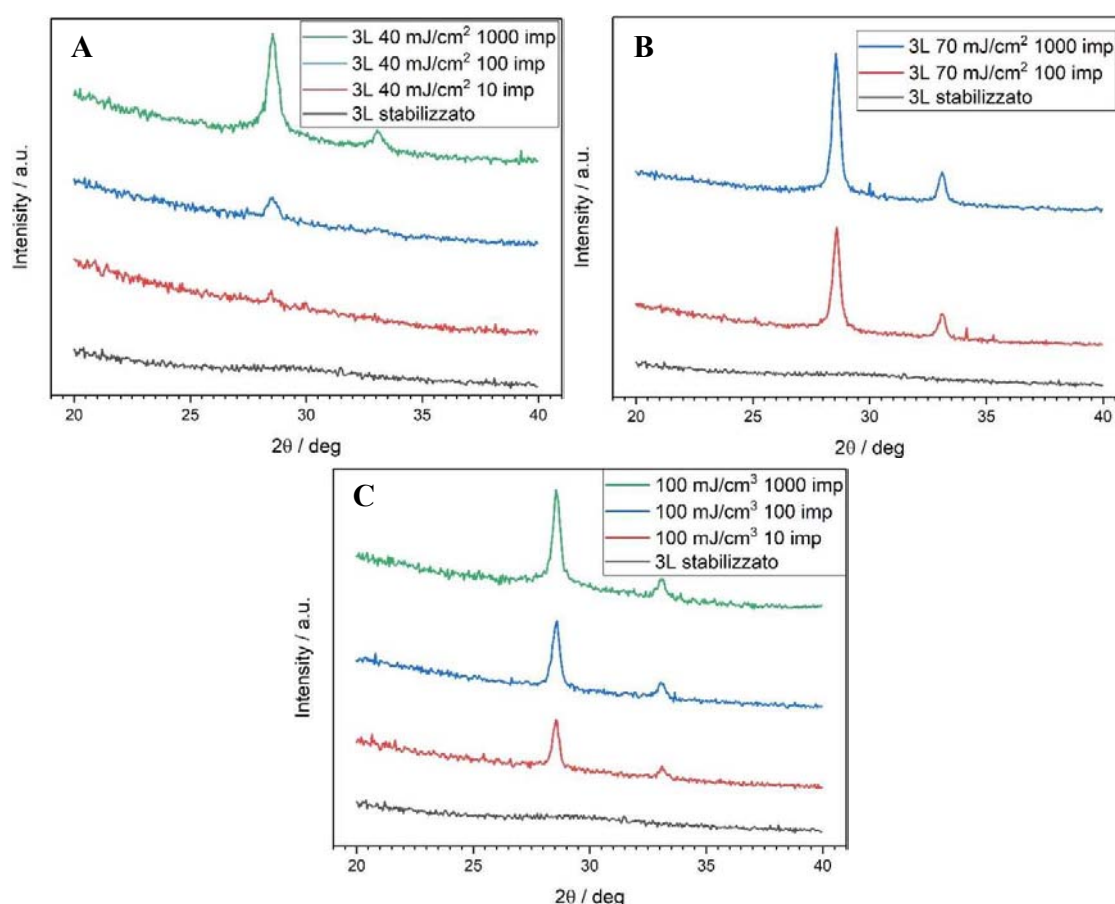 A
3L 40 mJ/cm² 1000 imp
3L 40 mJ/cm² 100 imp
3L 40 mJ/cm² 10 imp
3L stabilizzato
Intenisity / a.u.
20 25 30 35 40
2θ / deg
B
3L 70 mJ/cm² 1000 imp
3L 70 mJ/cm² 100 imp
3L stabilizzato
Intenisity / a.u.
20 25 30 35 40
2θ / deg
C
100 mJ/cm³ 1000 imp
100 mJ/cm³ 100 imp
100 mJ/cm³ 10 imp
3L stabilizzato
Intensity / a.u.
20 25 30 35 40
2θ / deg